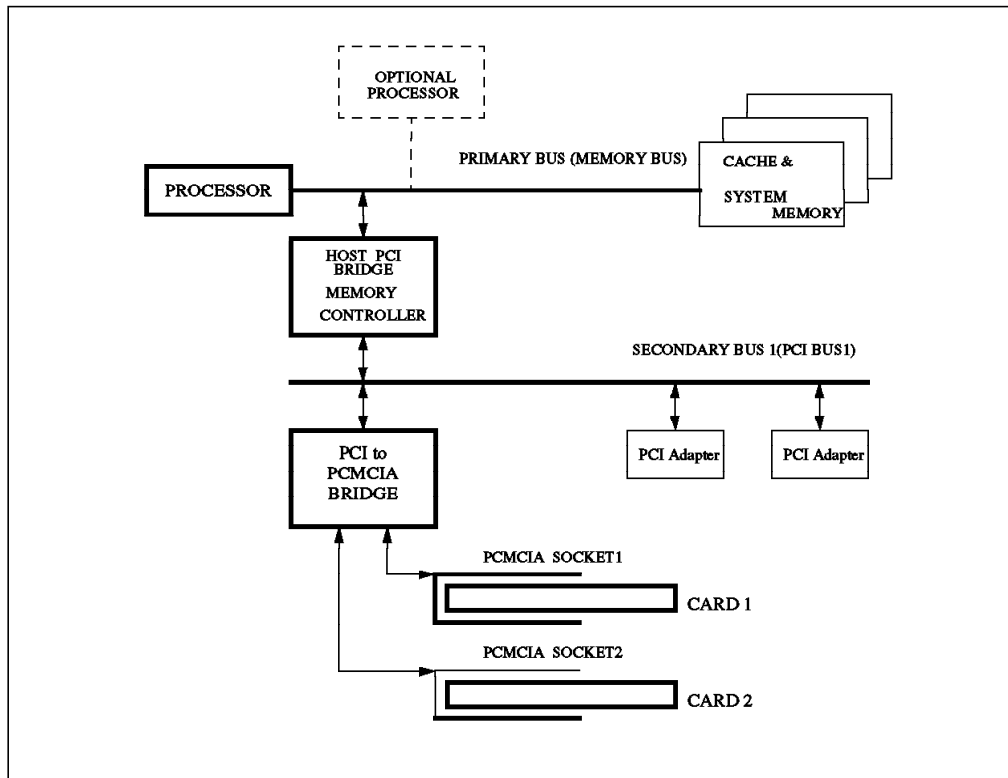 OPTIONAL
PROCESSOR
PRIMARY BUS (MEMORY BUS)
CACHE &
SYSTEM
MEMORY
PROCESSOR
HOST PCI
BRIDGE
MEMORY
CONTROLLER
SECONDARY BUS 1(PCI BUS1)
PCI to
PCMCIA
BRIDGE
PCI Adapter
PCI Adapter
PCMCIA SOCKET1
CARD 1
PCMCIA SOCKET2
CARD 2